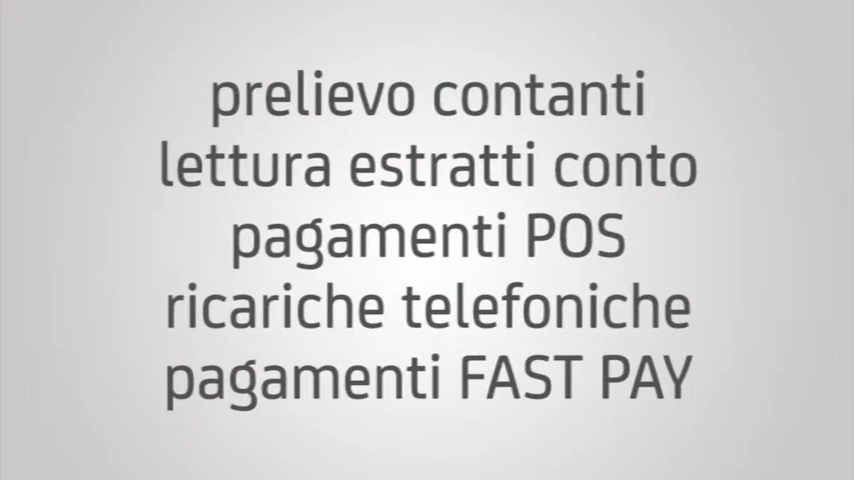 prelievo contanti
lettura estratti conto
pagamenti POS
ricariche telefoniche
pagamenti FAST PAY